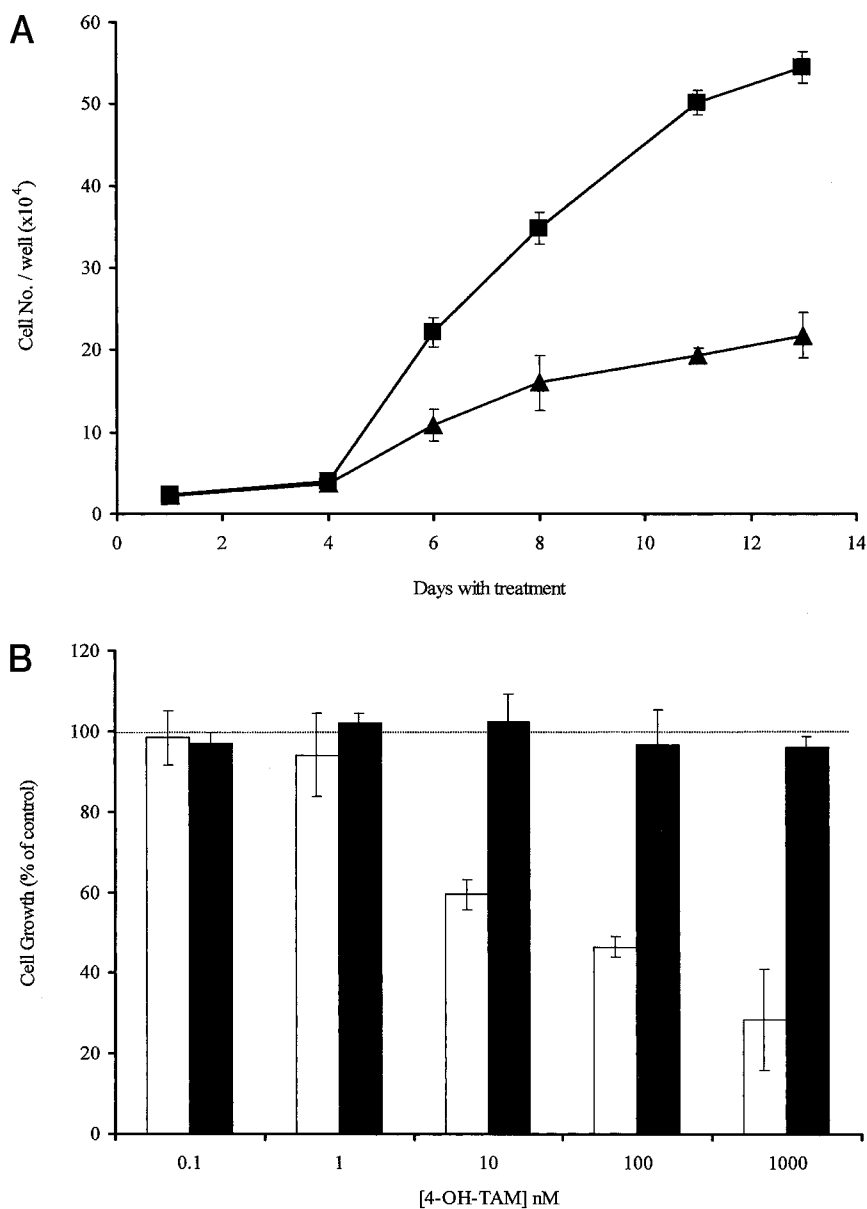 A
60
50
40
30
20
10
0
Cell No. / well (x10⁴)
0 2 4 6 8 10 12 14
Days with treatment
B
120
100
80
60
40
20
0
Cell Growth (% of control)
0.1 1 10 100 1000
[4-OH-TAM] nM